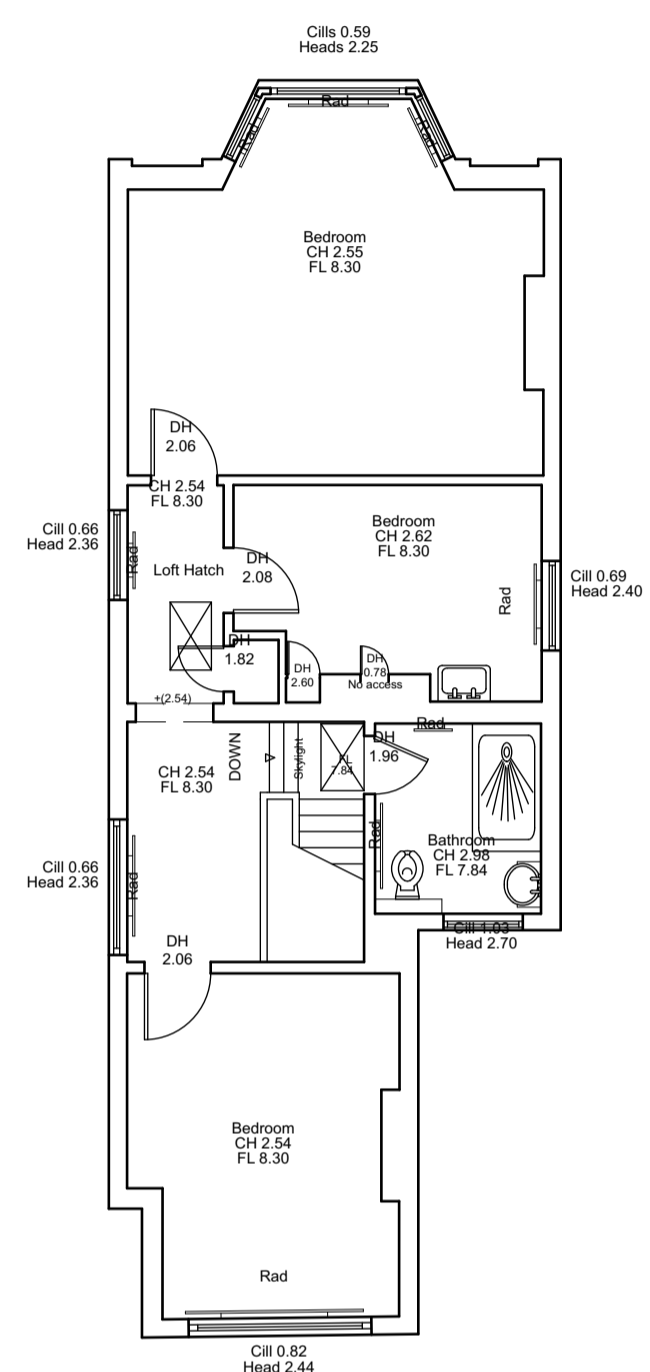 Cills 0.59
Heads 2.25
Rad
Rad
Rad
Bedroom
CH 2.55
FL 8.30
DH
2.06
CH 2.54
FL 8.30
Cill 0.66
Head 2.36
Rad
Loft Hatch
DH
2.08
Bedroom
CH 2.62
FL 8.30
Rad
Cill 0.69
Head 2.40
DH
1.82
DH
2.60
DH
0.78
No access
+(2.54)
CH 2.54
FL 8.30
DOWN
Skylight
FL
7.84
DH
1.96
Rad
Rad
Bathroom
CH 2.98
FL 7.84
Cill 0.66
Head 2.36
Rad
Cill 1.03
Head 2.70
DH
2.06
Bedroom
CH 2.54
FL 8.30
Rad
Cill 0.82
Head 2.44